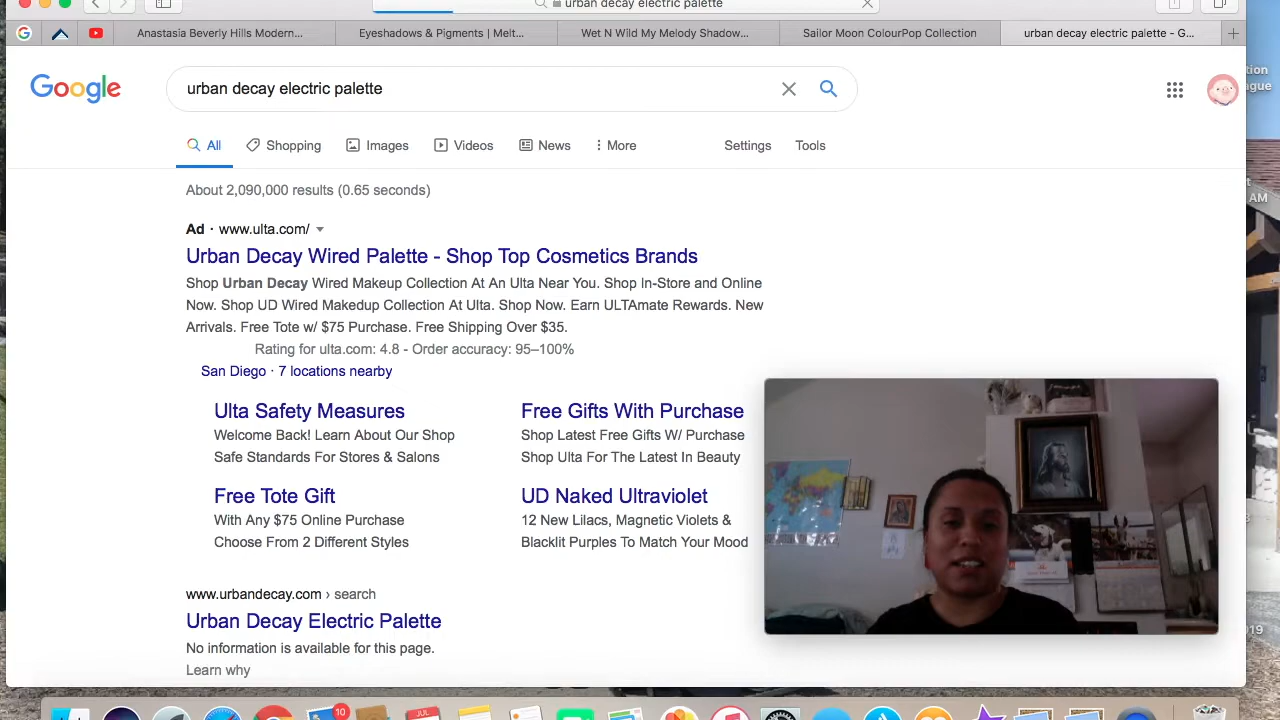 urban decay electric palette
Anastasia Beverly Hills Modern...
Eyeshadows & Pigments | Melt...
Wet N Wild My Melody Shadow...
Sailor Moon ColourPop Collection
urban decay electric palette - G...
Google
urban decay electric palette
All
Shopping
Images
Videos
News
More
Settings
Tools
About 2,090,000 results (0.65 seconds)
Ad · www.ulta.com/
Urban Decay Wired Palette - Shop Top Cosmetics Brands
Shop Urban Decay Wired Makeup Collection At An Ulta Near You. Shop In-Store and Online
Now. Shop UD Wired Makedup Collection At Ulta. Shop Now. Earn ULTAmate Rewards. New
Arrivals. Free Tote w/ $75 Purchase. Free Shipping Over $35.
Rating for ulta.com: 4.8 - Order accuracy: 95–100%
San Diego · 7 locations nearby
Ulta Safety Measures
Welcome Back! Learn About Our Shop
Safe Standards For Stores & Salons
Free Gifts With Purchase
Shop Latest Free Gifts W/ Purchase
Shop Ulta For The Latest In Beauty
Free Tote Gift
With Any $75 Online Purchase
Choose From 2 Different Styles
UD Naked Ultraviolet
12 New Lilacs, Magnetic Violets &
Blacklit Purples To Match Your Mood
www.urbandecay.com › search
Urban Decay Electric Palette
No information is available for this page.
Learn why
AM
10
JUL